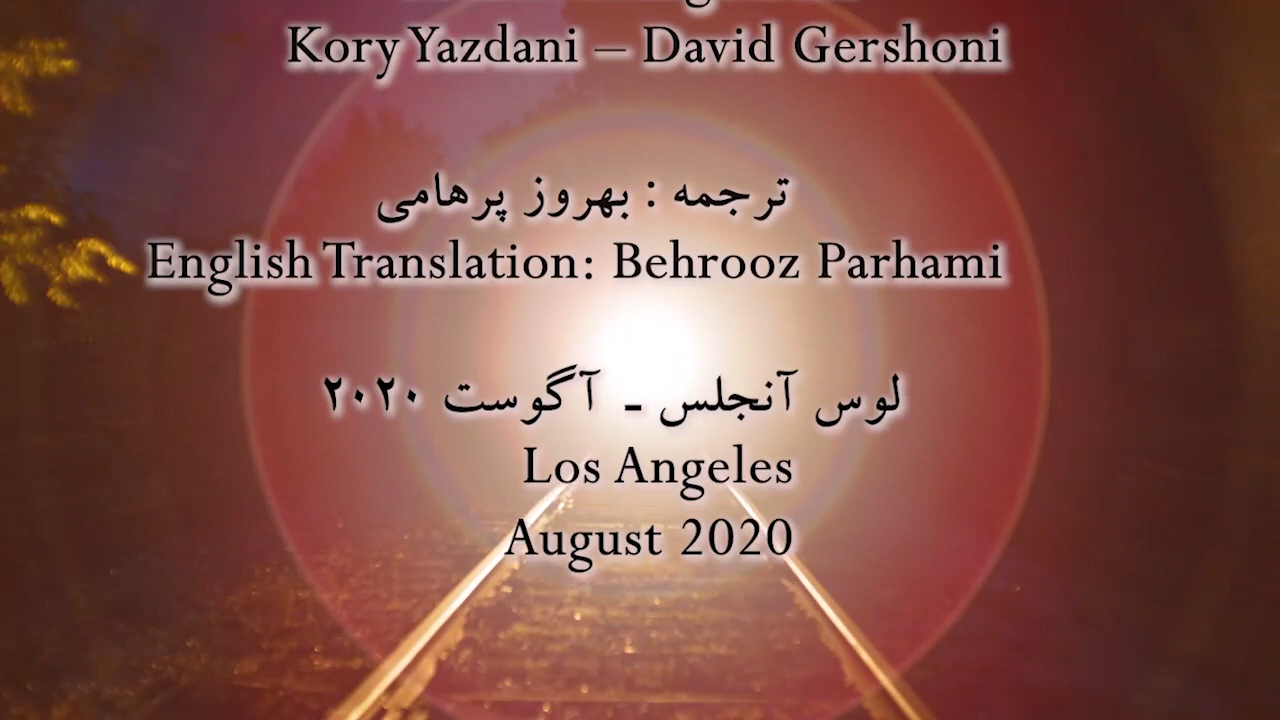 Kory Yazdani – David Gershoni
ترجمه : بهروز پرهامی
English Translation: Behrooz Parhami
لوس آنجلس ـ آگوست ۲۰۲۰
Los Angeles
August 2020